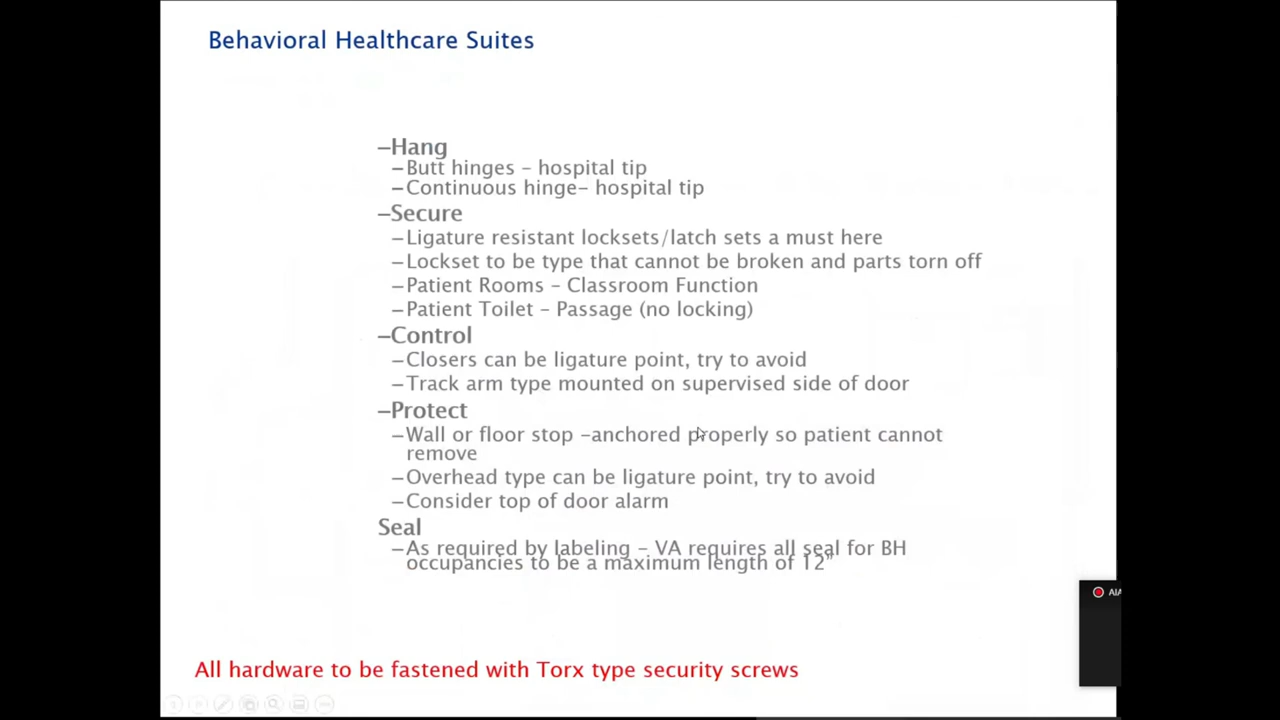 Behavioral Healthcare Suites
–Hang
–Butt hinges – hospital tip
–Continuous hinge– hospital tip
–Secure
–Ligature resistant locksets/latch sets a must here
–Lockset to be type that cannot be broken and parts torn off
–Patient Rooms – Classroom Function
–Patient Toilet – Passage (no locking)
–Control
–Closers can be ligature point, try to avoid
–Track arm type mounted on supervised side of door
–Protect
–Wall or floor stop –anchored properly so patient cannot
remove
–Overhead type can be ligature point, try to avoid
–Consider top of door alarm
Seal
–As required by labeling – VA requires all seal for BH
occupancies to be a maximum length of 12”
AIA
All hardware to be fastened with Torx type security screws